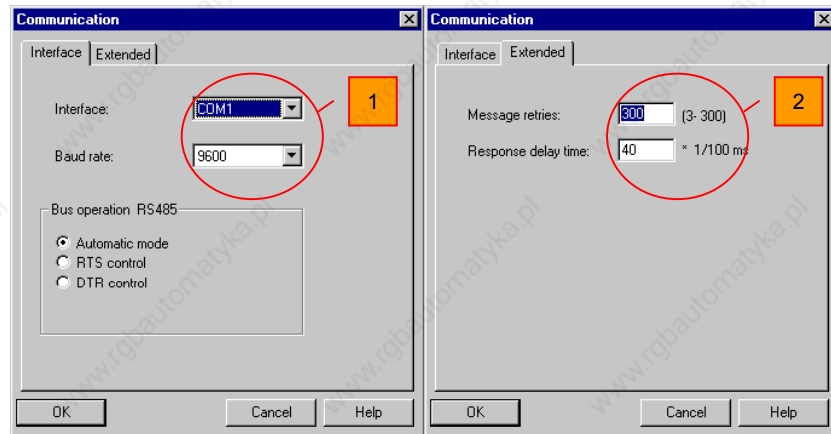 Communication
Interface Extended
1
Interface: COM1
Baud rate: 9600
Bus operation RS485
Automatic mode
RTS control
DTR control
OK Cancel Help
Communication
Interface Extended
2
Message retries: 300 (3- 300)
Response delay time: 40 * 1/100 ms
OK Cancel Help
www.rgbautomatyka.pl